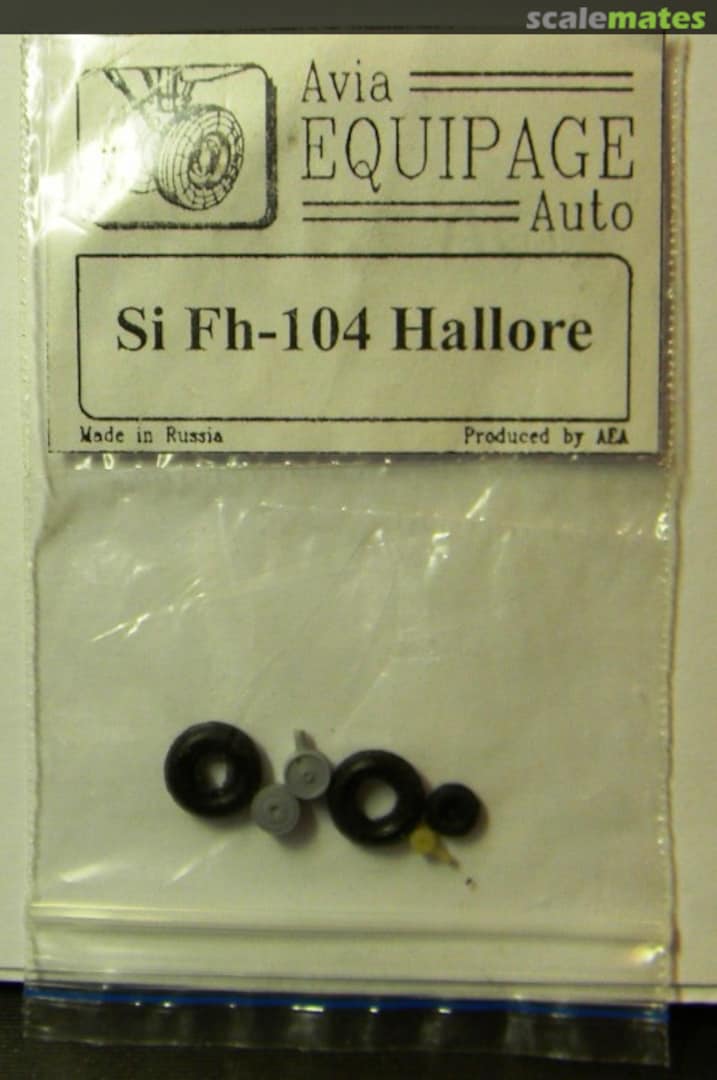 scalemates
Avia
EQUIPAGE
Auto
Si Fh-104 Hallore
Made in Russia
Produced by AEA